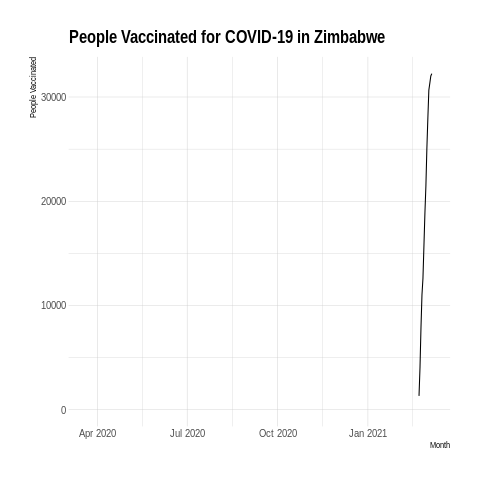 People Vaccinated for COVID-19 in Zimbabwe
People Vaccinated
30000
20000
10000
0
Apr 2020
Jul 2020
Oct 2020
Jan 2021
Month